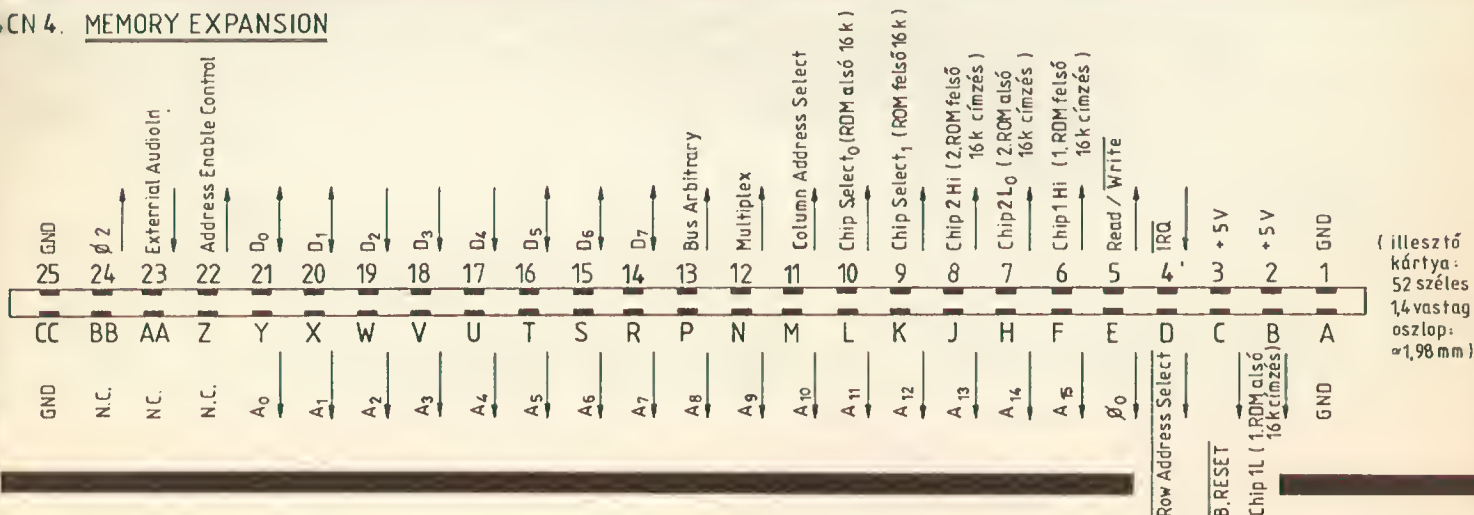 CN 4. MEMORY EXPANSION
GND
ø 2
Exterrial AudioIn
Address Enable Control
D₀
D₁
D₂
D₃
D₄
D₅
D₆
D₇
Bus Arbitrary
Multiplex
Column Address Select
Chip Select₀ (ROM alsó 16 k)
Chip Select₁ (ROM felső 16 k)
Chip 2 Hi (2.ROM felső
16 k címzés)
Chip 2 L₀ (2.ROM alsó
16 k címzés)
Chip 1 Hi (1.ROM felső
16 k címzés)
Read / Write
IRQ
+ 5 V
+ 5 V
GND
25 24 23 22 21 20 19 18 17 16 15 14 13 12 11 10 9 8 7 6 5 4' 3 2 1
CC BB AA Z Y X W V U T S R P N M L K J H F E D C B A
GND
N.C.
N.C.
N.C.
A₀
A₁
A₂
A₃
A₄
A₅
A₆
A₇
A₈
A₉
A₁₀
A₁₁
A₁₂
A₁₃
A₁₄
A₁₅
ø₀
Row Address Select
B.RESET
Chip 1L (1.ROM alsó
16 k címzés)
GND
( illesztő
kártya:
52 széles
1,4 vastag
oszlop:
≈1,98 mm )